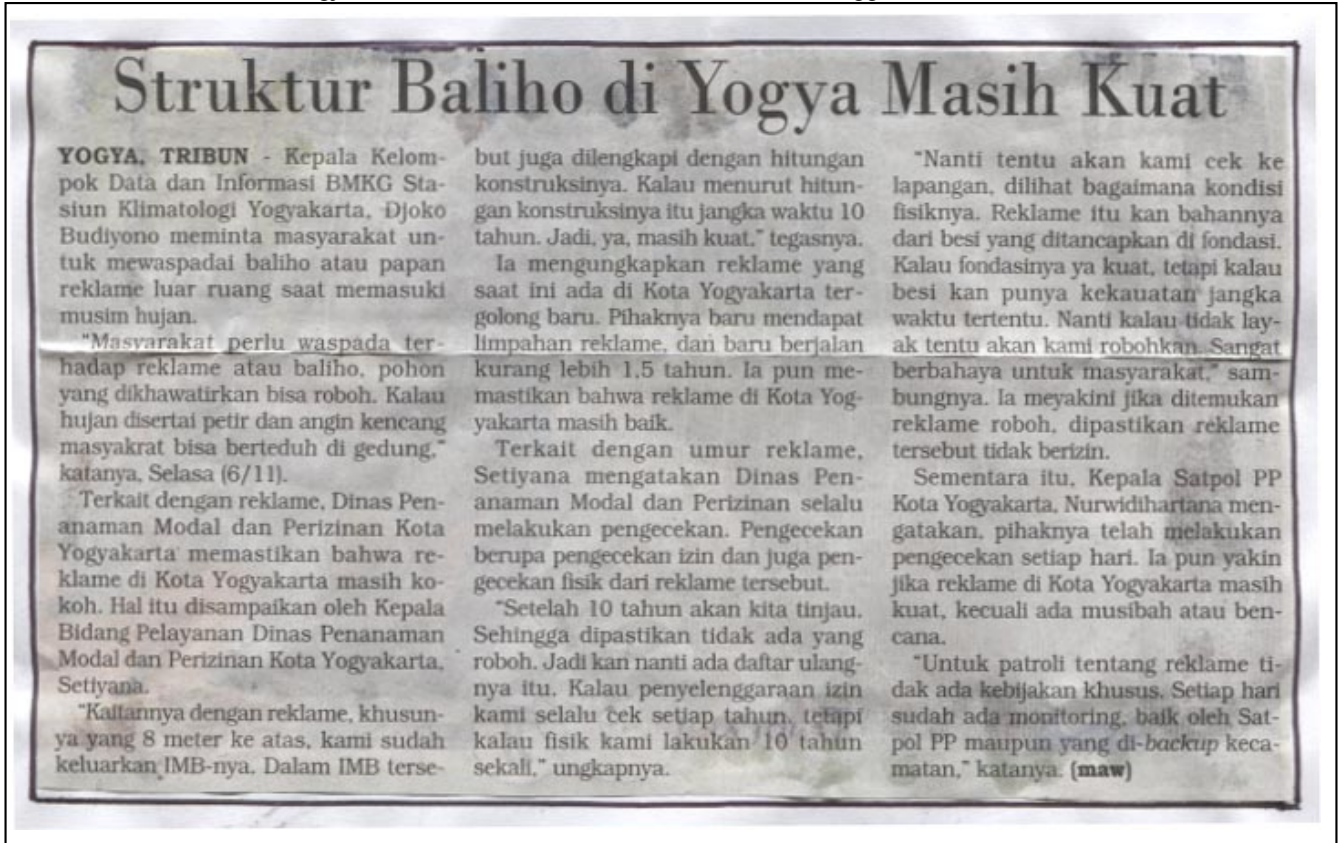 Struktur Baliho di Yogya Masih Kuat
YOGYA, TRIBUN - Kepala Kelom-
pok Data dan Informasi BMKG Sta-
siun Klimatologi Yogyakarta, Djoko
Budiyono meminta masyarakat un-
tuk mewaspadai baliho atau papan
reklame luar ruang saat memasuki
musim hujan.
"Masyarakat perlu waspada ter-
hadap reklame atau baliho, pohon
yang dikhawatirkan bisa roboh. Kalau
hujan disertai petir dan angin kencang
masyakrat bisa berteduh di gedung,"
katanya, Selasa (6/11).
Terkait dengan reklame, Dinas Pen-
anaman Modal dan Perizinan Kota
Yogyakarta memastikan bahwa re-
klame di Kota Yogyakarta masih ko-
koh. Hal itu disampaikan oleh Kepala
Bidang Pelayanan Dinas Penanaman
Modal dan Perizinan Kota Yogyakarta,
Setiyana.
"Kaitannya dengan reklame, khusun-
ya yang 8 meter ke atas, kami sudah
keluarkan IMB-nya. Dalam IMB terse-
but juga dilengkapi dengan hitungan
konstruksinya. Kalau menurut hitun-
gan konstruksinya itu jangka waktu 10
tahun. Jadi, ya, masih kuat," tegasnya.
Ia mengungkapkan reklame yang
saat ini ada di Kota Yogyakarta ter-
golong baru. Pihaknya baru mendapat
limpahan reklame, dan baru berjalan
kurang lebih 1,5 tahun. Ia pun me-
mastikan bahwa reklame di Kota Yog-
yakarta masih baik.
Terkait dengan umur reklame,
Setiyana mengatakan Dinas Pen-
anaman Modal dan Perizinan selalu
melakukan pengecekan. Pengecekan
berupa pengecekan izin dan juga pen-
gecekan fisik dari reklame tersebut.
"Setelah 10 tahun akan kita tinjau.
Sehingga dipastikan tidak ada yang
roboh. Jadi kan nanti ada daftar ulang-
nya itu. Kalau penyelenggaraan izin
kami selalu cek setiap tahun, tetapi
kalau fisik kami lakukan 10 tahun
sekali," ungkapnya.
"Nanti tentu akan kami cek ke
lapangan, dilihat bagaimana kondisi
fisiknya. Reklame itu kan bahannya
dari besi yang ditancapkan di fondasi.
Kalau fondasinya ya kuat, tetapi kalau
besi kan punya kekauatan jangka
waktu tertentu. Nanti kalau tidak lay-
ak tentu akan kami robohkan. Sangat
berbahaya untuk masyarakat," sam-
bungnya. Ia meyakini jika ditemukan
reklame roboh, dipastikan reklame
tersebut tidak berizin.
Sementara itu, Kepala Satpol PP
Kota Yogyakarta, Nurwidihartana men-
gatakan, pihaknya telah melakukan
pengecekan setiap hari. Ia pun yakin
jika reklame di Kota Yogyakarta masih
kuat, kecuali ada musibah atau ben-
cana.
"Untuk patroli tentang reklame ti-
dak ada kebijakan khusus. Setiap hari
sudah ada monitoring, baik oleh Sat-
pol PP maupun yang di-backup keca-
matan," katanya. (maw)